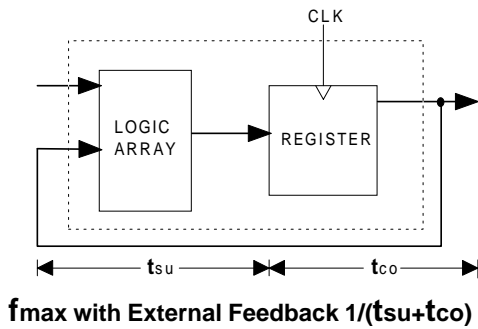 CLK
LOGIC
ARRAY
REGISTER
tsu
tco
fmax with External Feedback 1/(tsu+tco)